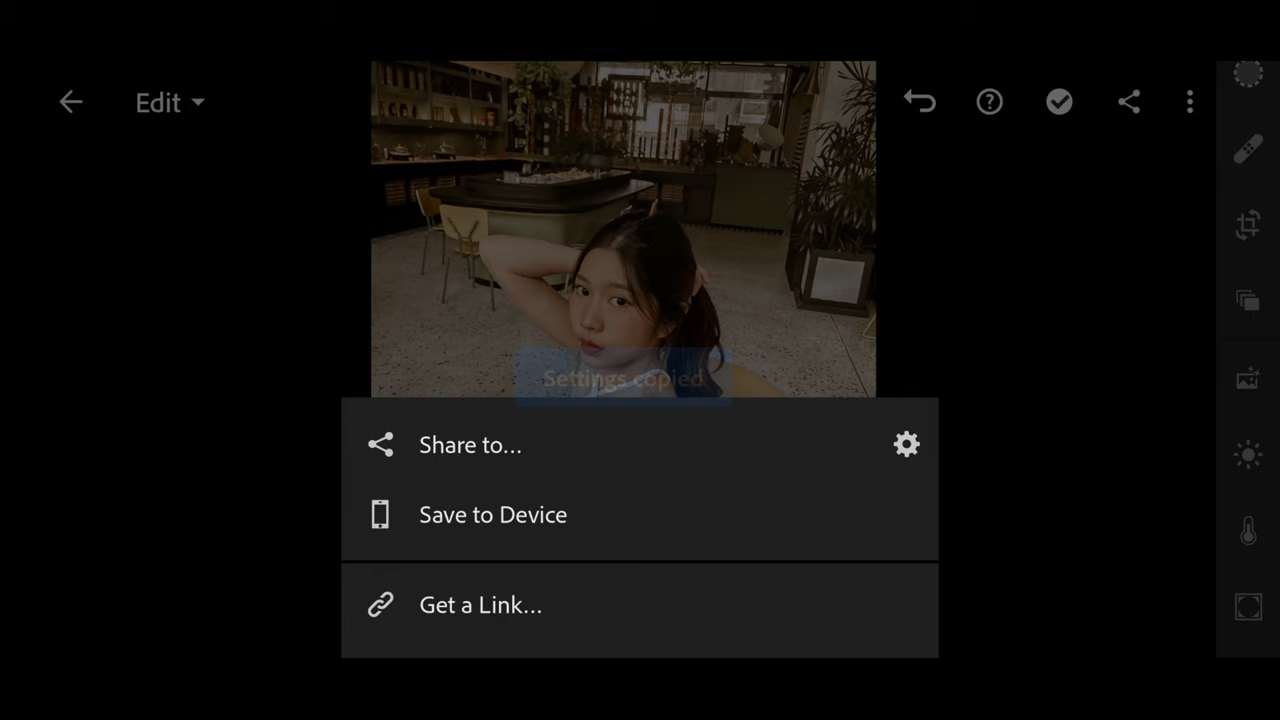 Edit
Settings copied
Share to...
Save to Device
Get a Link...